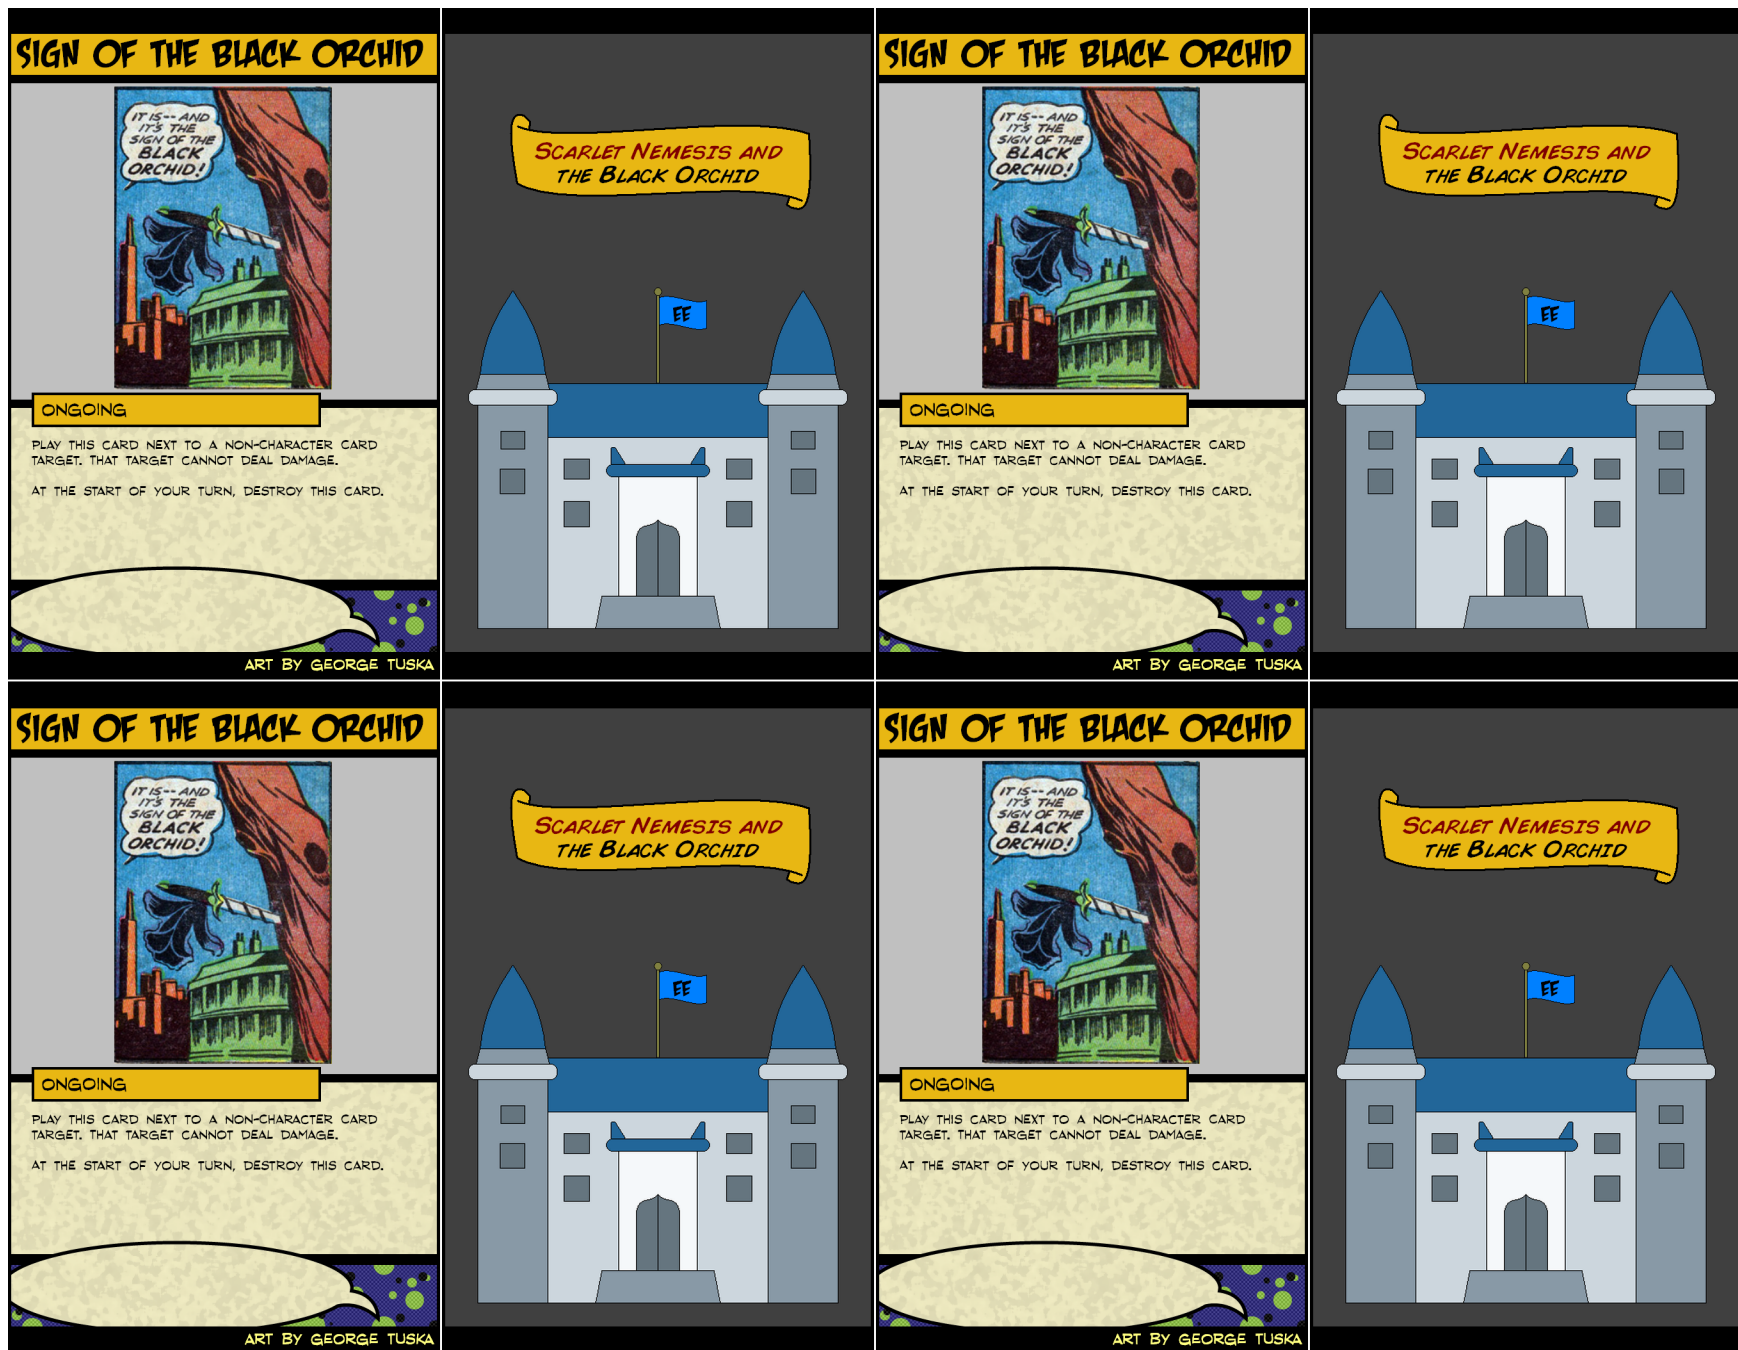 SIGN OF THE BLACK ORCHID
IT IS-- AND
IT'S THE
SIGN OF THE
BLACK
ORCHID!
ONGOING
PLAY THIS CARD NEXT TO A NON-CHARACTER CARD
TARGET. THAT TARGET CANNOT DEAL DAMAGE.
AT THE START OF YOUR TURN, DESTROY THIS CARD.
ART BY GEORGE TUSKA
SCARLET NEMESIS AND
THE BLACK ORCHID
EE
SIGN OF THE BLACK ORCHID
IT IS-- AND
IT'S THE
SIGN OF THE
BLACK
ORCHID!
ONGOING
PLAY THIS CARD NEXT TO A NON-CHARACTER CARD
TARGET. THAT TARGET CANNOT DEAL DAMAGE.
AT THE START OF YOUR TURN, DESTROY THIS CARD.
ART BY GEORGE TUSKA
SCARLET NEMESIS AND
THE BLACK ORCHID
EE
SIGN OF THE BLACK ORCHID
IT IS-- AND
IT'S THE
SIGN OF THE
BLACK
ORCHID!
ONGOING
PLAY THIS CARD NEXT TO A NON-CHARACTER CARD
TARGET. THAT TARGET CANNOT DEAL DAMAGE.
AT THE START OF YOUR TURN, DESTROY THIS CARD.
ART BY GEORGE TUSKA
SCARLET NEMESIS AND
THE BLACK ORCHID
EE
SIGN OF THE BLACK ORCHID
IT IS-- AND
IT'S THE
SIGN OF THE
BLACK
ORCHID!
ONGOING
PLAY THIS CARD NEXT TO A NON-CHARACTER CARD
TARGET. THAT TARGET CANNOT DEAL DAMAGE.
AT THE START OF YOUR TURN, DESTROY THIS CARD.
ART BY GEORGE TUSKA
SCARLET NEMESIS AND
THE BLACK ORCHID
EE